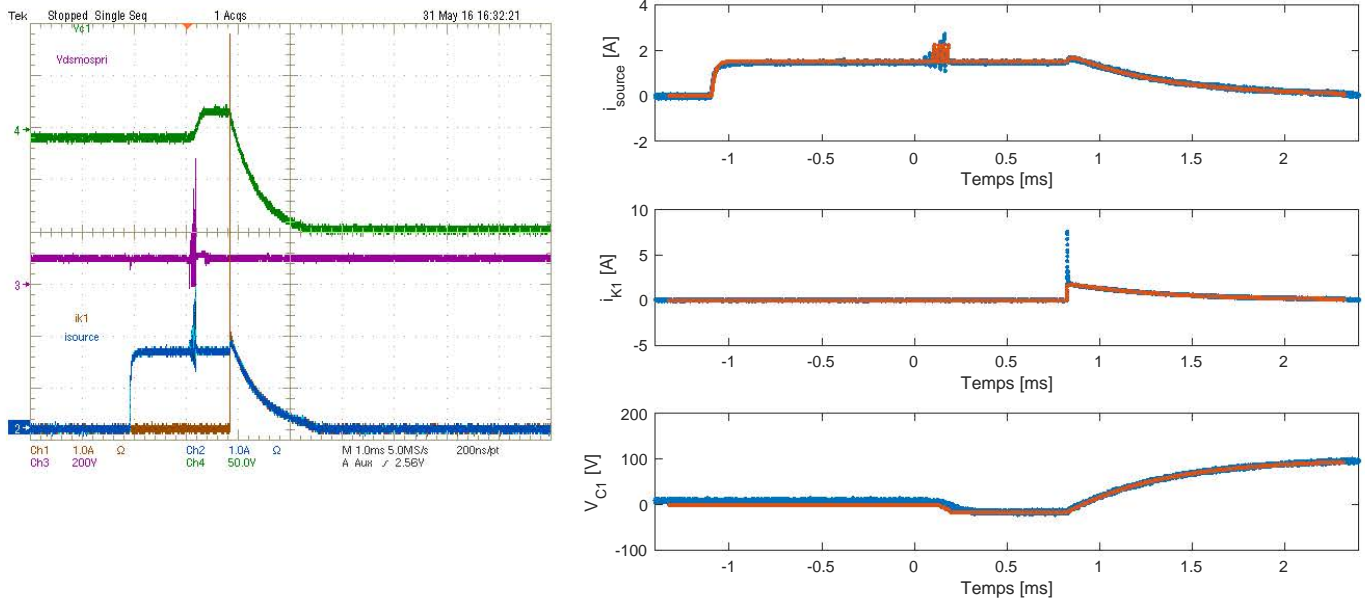 Tek Stopped Single Seq 1 Acqs 31 May 16 16:32:21
Vc1
Vdsmospri
4
3
ik1
isource
2
Ch1 1.0A Ω Ch2 1.0A Ω M 1.0ms 5.0MS/s 200ns/pt
Ch3 200V Ch4 50.0V A Aux / 2.56V
4
2
0
-2
i_source [A]
-1 -0.5 0 0.5 1 1.5 2
Temps [ms]
10
5
0
-5
i_K1 [A]
-1 -0.5 0 0.5 1 1.5 2
Temps [ms]
200
100
0
-100
V_C1 [V]
-1 -0.5 0 0.5 1 1.5 2
Temps [ms]